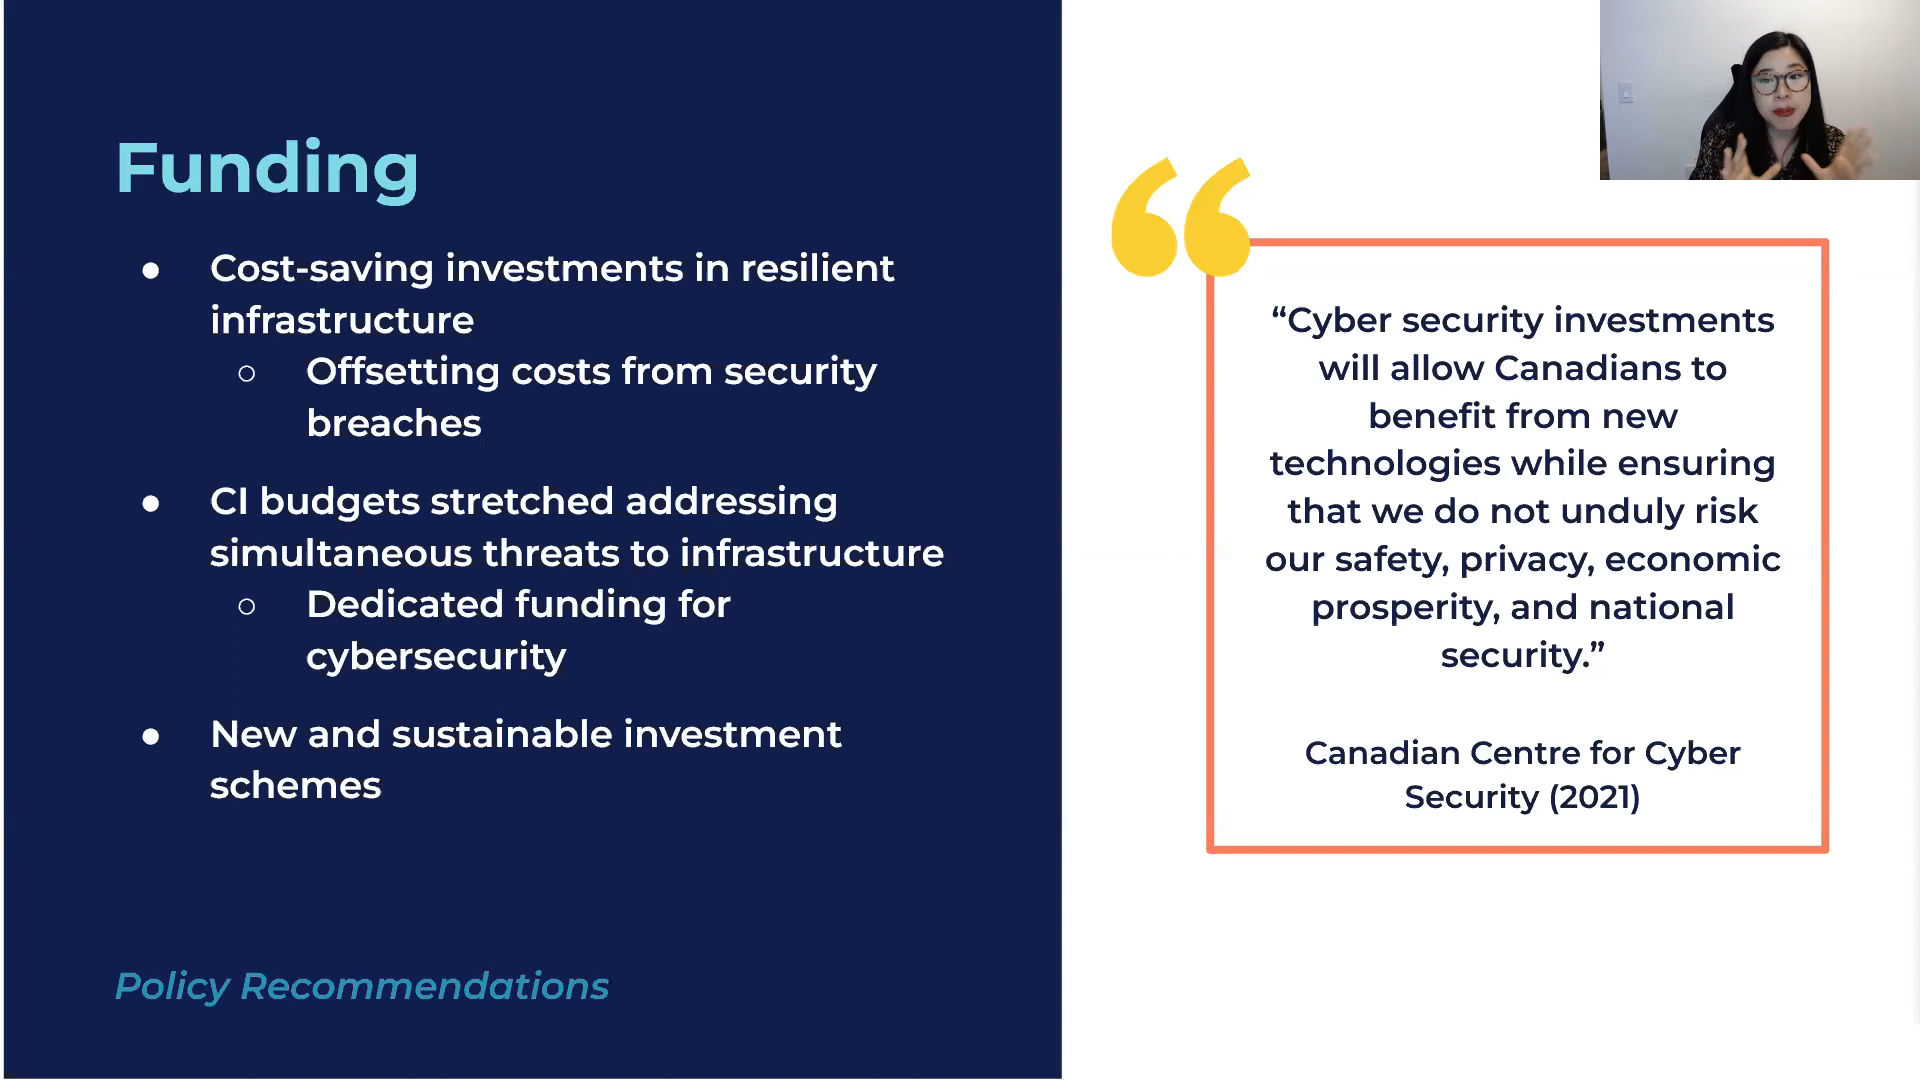 Funding
● Cost-saving investments in resilient
infrastructure
○ Offsetting costs from security
breaches
● CI budgets stretched addressing
simultaneous threats to infrastructure
○ Dedicated funding for
cybersecurity
● New and sustainable investment
schemes
Policy Recommendations
“Cyber security investments
will allow Canadians to
benefit from new
technologies while ensuring
that we do not unduly risk
our safety, privacy, economic
prosperity, and national
security.”
Canadian Centre for Cyber
Security (2021)